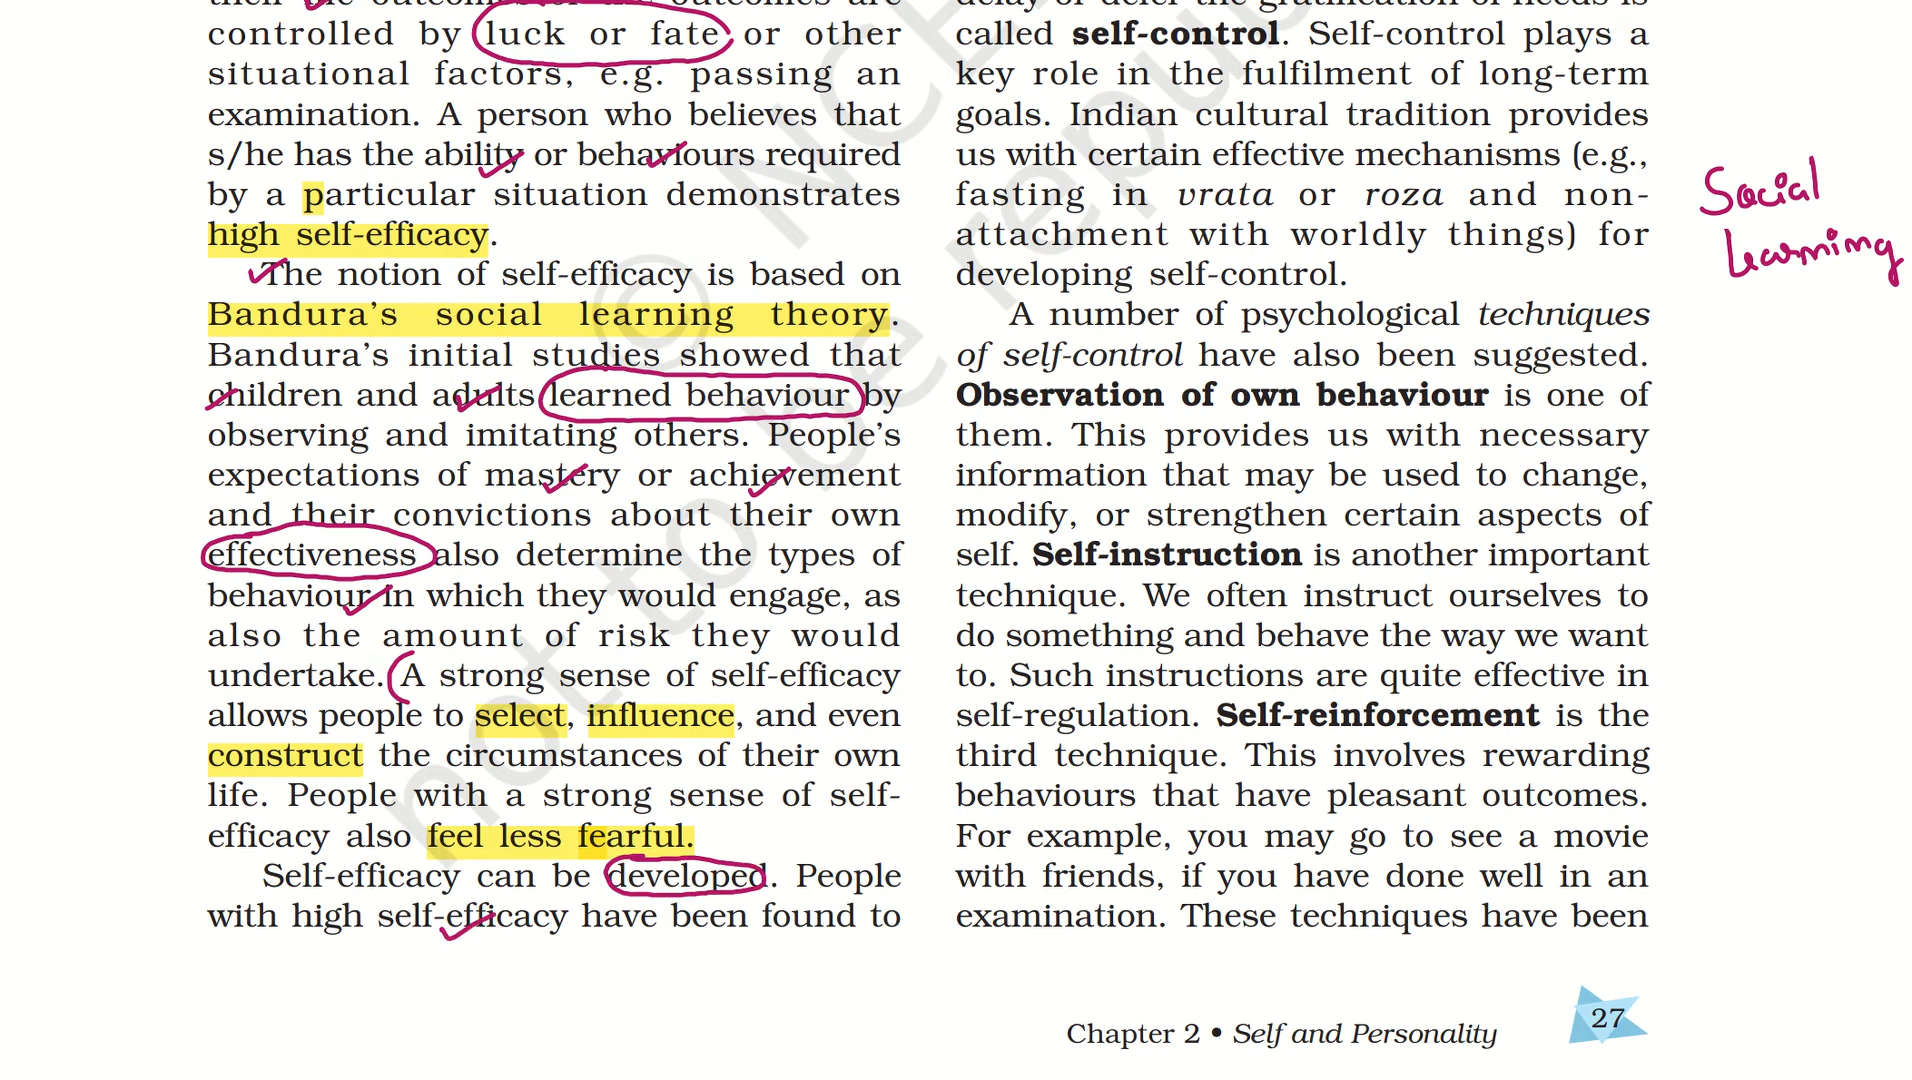 controlled by luck or fate or other
situational factors, e.g. passing an
examination. A person who believes that
s/he has the ability or behaviours required
by a particular situation demonstrates
high self-efficacy.
The notion of self-efficacy is based on
Bandura's social learning theory.
Bandura's initial studies showed that
children and adults learned behaviour by
observing and imitating others. People's
expectations of mastery or achievement
and their convictions about their own
effectiveness also determine the types of
behaviour in which they would engage, as
also the amount of risk they would
undertake. A strong sense of self-efficacy
allows people to select, influence, and even
construct the circumstances of their own
life. People with a strong sense of self-
efficacy also feel less fearful.
Self-efficacy can be developed. People
with high self-efficacy have been found to
called self-control. Self-control plays a
key role in the fulfilment of long-term
goals. Indian cultural tradition provides
us with certain effective mechanisms (e.g.,
fasting in vrata or roza and non-
attachment with worldly things) for
developing self-control.
A number of psychological techniques
of self-control have also been suggested.
Observation of own behaviour is one of
them. This provides us with necessary
information that may be used to change,
modify, or strengthen certain aspects of
self. Self-instruction is another important
technique. We often instruct ourselves to
do something and behave the way we want
to. Such instructions are quite effective in
self-regulation. Self-reinforcement is the
third technique. This involves rewarding
behaviours that have pleasant outcomes.
For example, you may go to see a movie
with friends, if you have done well in an
examination. These techniques have been
Social
Learning
© NCE
not to be republ
Chapter 2 • Self and Personality
27